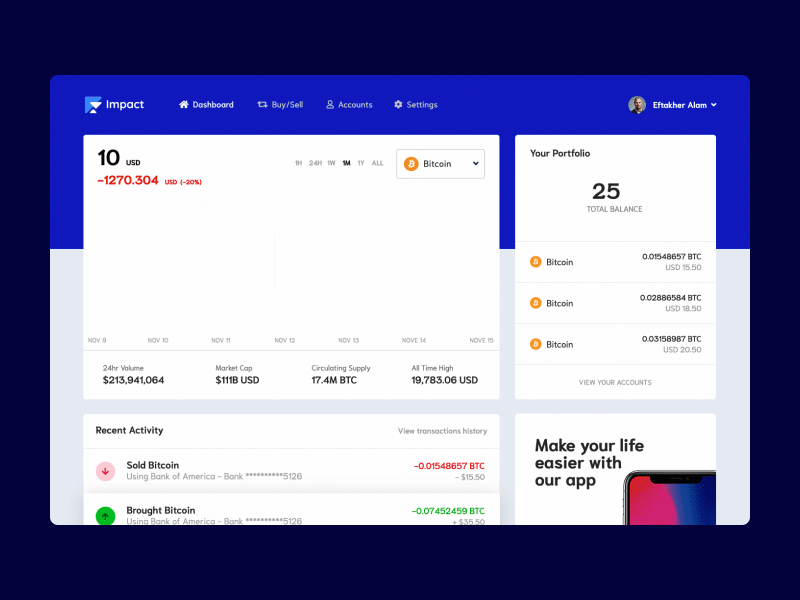 Impact
Dashboard
Buy/Sell
Accounts
Settings
Eftakher Alam
10 USD
-1270.304 USD (-20%)
1H 24H 1W 1M 1Y ALL
Bitcoin
NOV 9 NOV 10 NOV 11 NOV 12 NOV 13 NOVE 14 NOVE 15
24hr Volume
$213,941,064
Market Cap
$111B USD
Circulating Supply
17.4M BTC
All Time High
19,783.06 USD
Your Portfolio
25
TOTAL BALANCE
Bitcoin
0.01548657 BTC
USD 15.50
Bitcoin
0.02886584 BTC
USD 18.50
Bitcoin
0.03158987 BTC
USD 20.50
VIEW YOUR ACCOUNTS
Recent Activity
View transactions history
Sold Bitcoin
Using Bank of America - Bank **********5126
-0.01548657 BTC
- $15.50
Brought Bitcoin
Using Bank of America - Bank **********5126
-0.07452459 BTC
+ $35.50
Make your life
easier with
our app